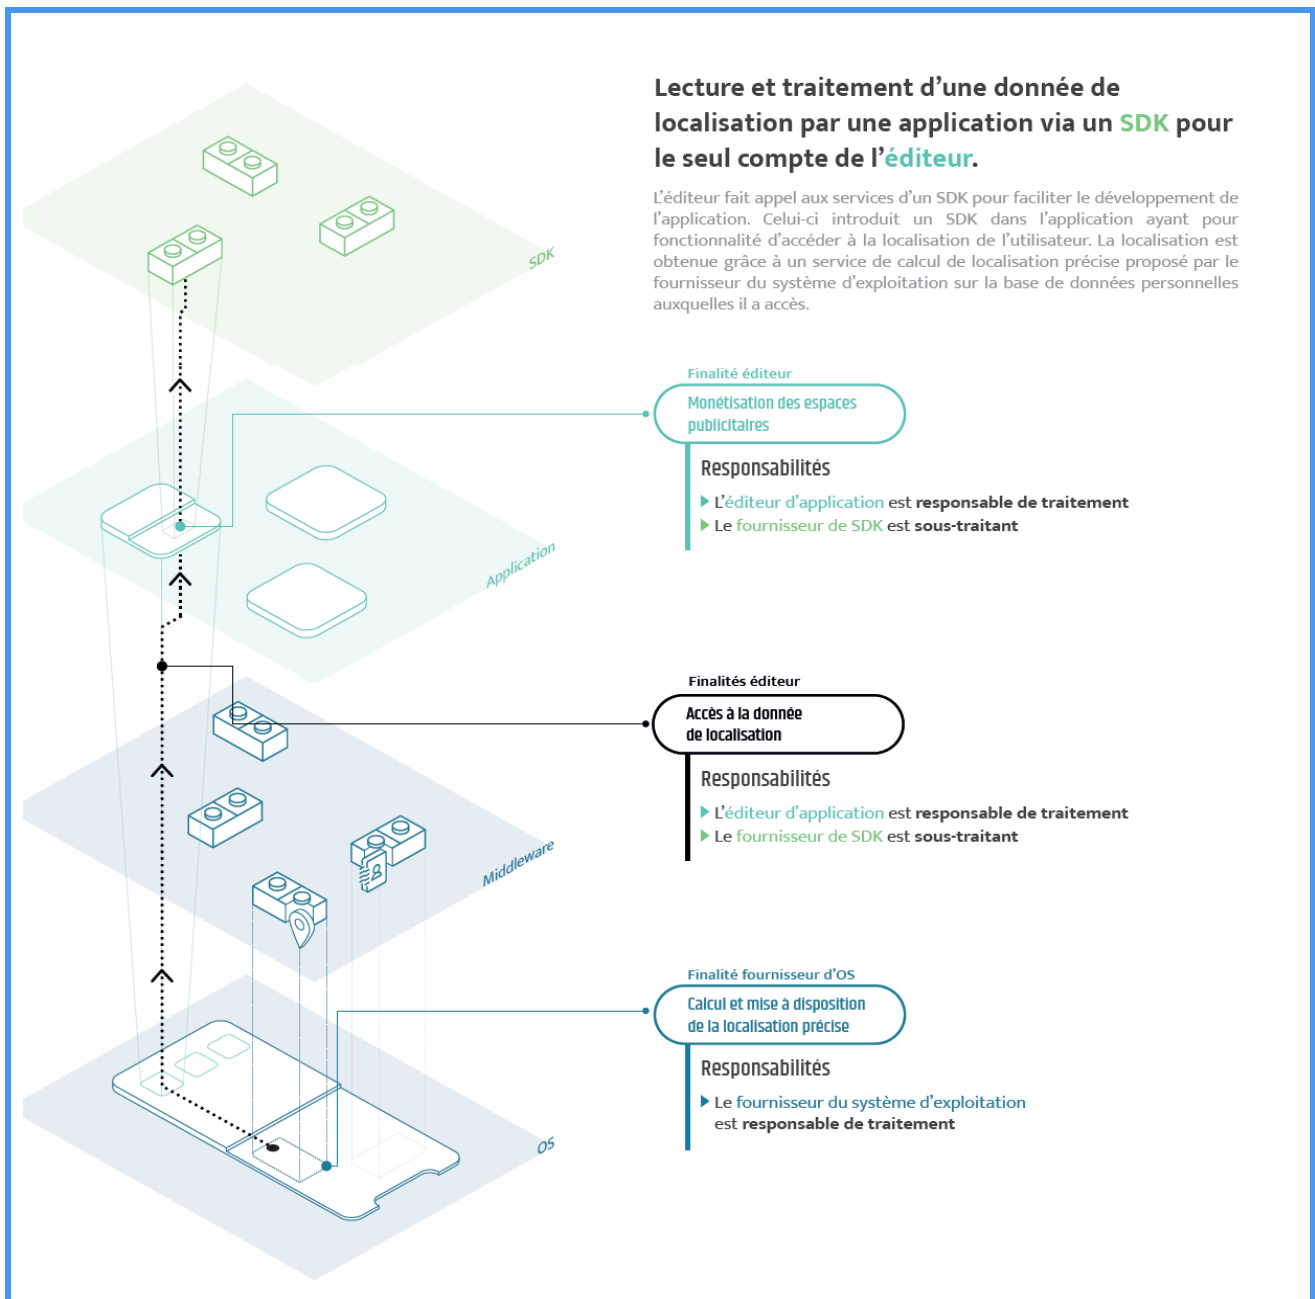 Lecture et traitement d’une donnée de
localisation par une application via un SDK pour
le seul compte de l’éditeur.
L’éditeur fait appel aux services d’un SDK pour faciliter le développement de
l’application. Celui-ci introduit un SDK dans l’application ayant pour
fonctionnalité d’accéder à la localisation de l’utilisateur. La localisation est
obtenue grâce à un service de calcul de localisation précise proposé par le
fournisseur du système d’exploitation sur la base de données personnelles
auxquelles il a accès.
SDK
Finalité éditeur
Monétisation des espaces
publicitaires
Responsabilités
L’éditeur d’application est responsable de traitement
Le fournisseur de SDK est sous-traitant
Application
Finalités éditeur
Accès à la donnée
de localisation
Responsabilités
L’éditeur d’application est responsable de traitement
Le fournisseur de SDK est sous-traitant
Middleware
Finalité fournisseur d’OS
Calcul et mise à disposition
de la localisation précise
Responsabilités
Le fournisseur du système d’exploitation
est responsable de traitement
OS